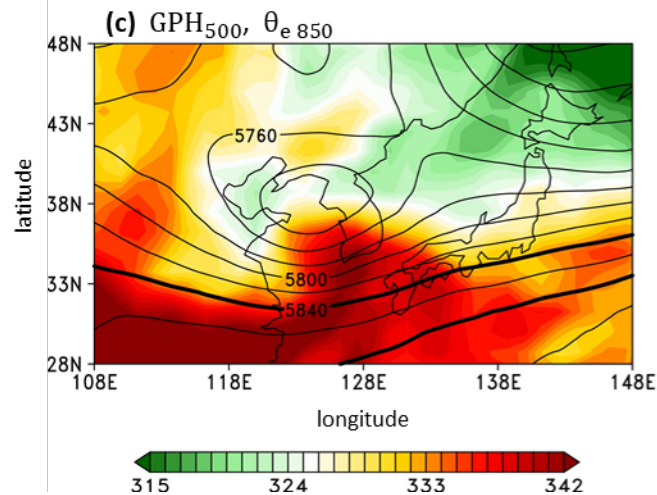 (c) GPH500, θe 850
48N
43N
38N
33N
28N
latitude
5760
5800
5840
108E 118E 128E 138E 148E
longitude
315 324 333 342